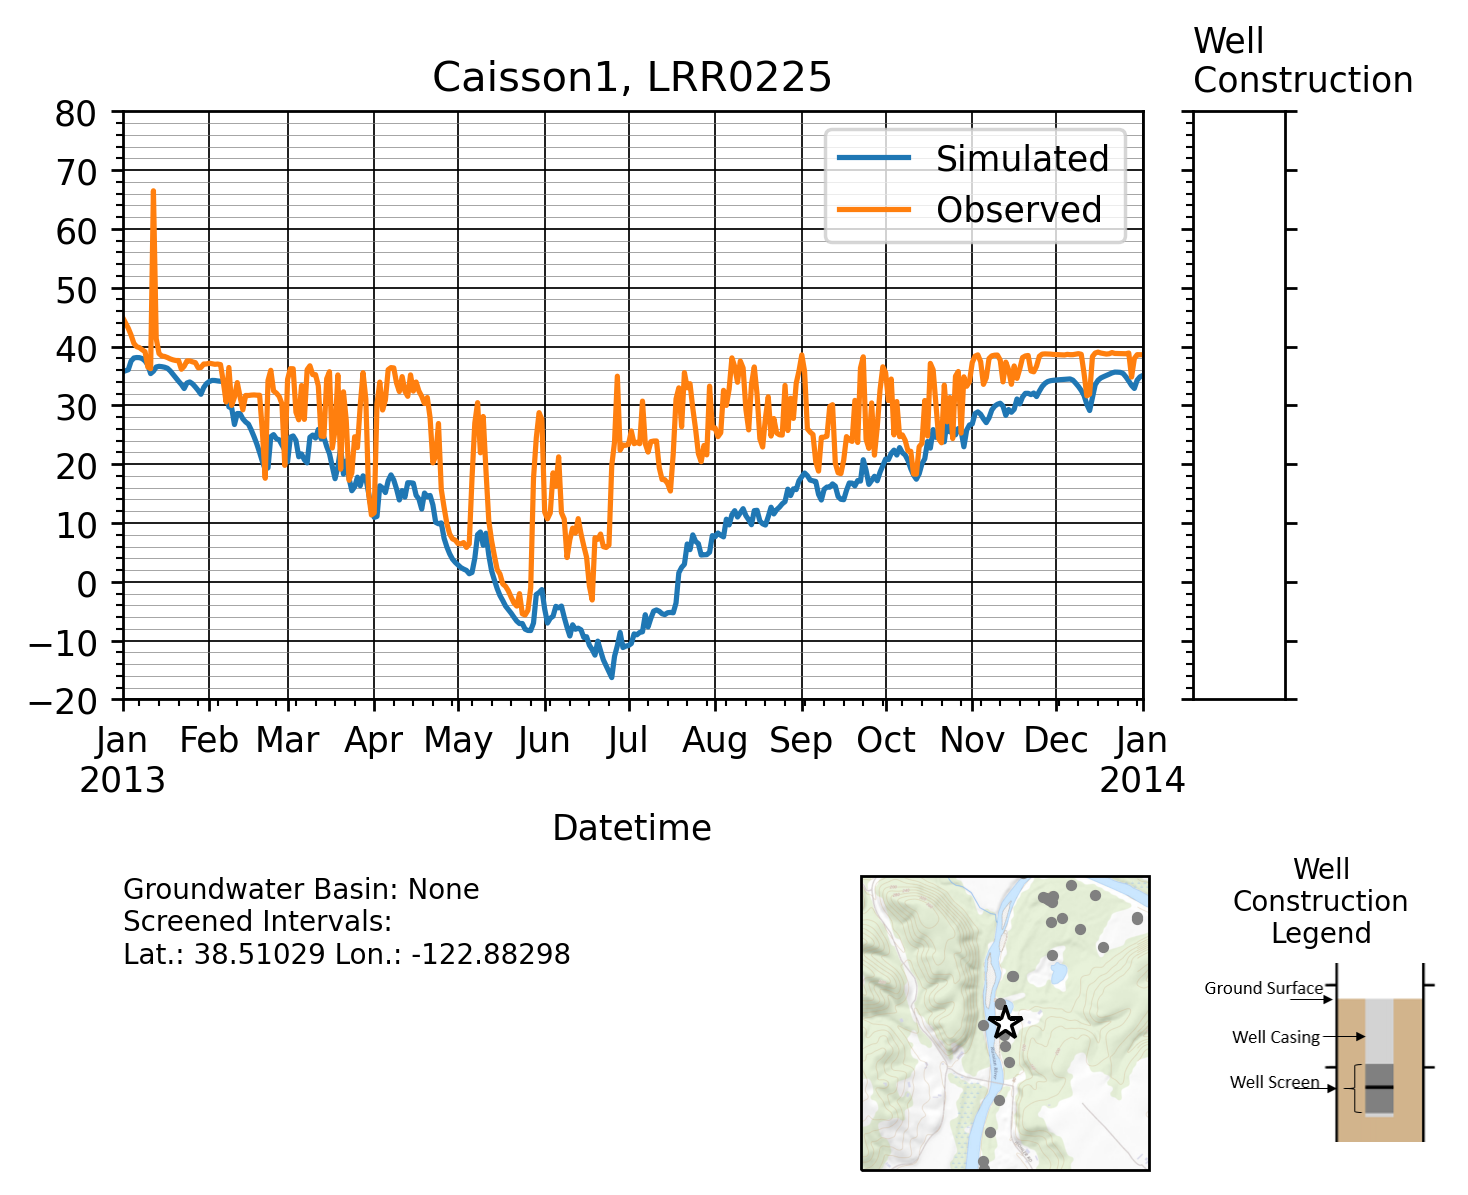 Well
Construction
Caisson1, LRR0225
80
70
60
50
40
30
20
10
0
−10
−20
Simulated
Observed
Jan
2013
Feb
Mar
Apr
May
Jun
Jul
Aug
Sep
Oct
Nov
Dec
Jan
2014
Datetime
Groundwater Basin: None
Screened Intervals:
Lat.: 38.51029 Lon.: -122.88298
Well
Construction
Legend
Ground Surface
Well Casing
Well Screen